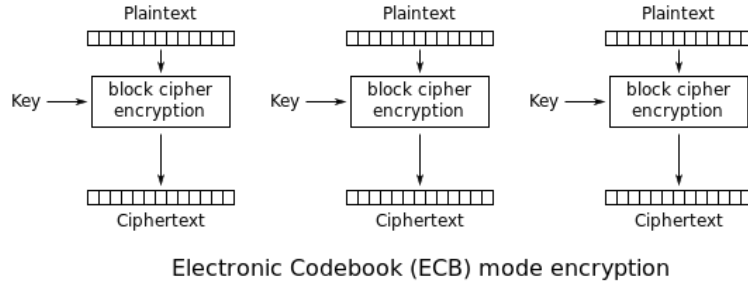 Plaintext Plaintext Plaintext
Key block cipher encryption Key block cipher encryption Key block cipher encryption
Ciphertext Ciphertext Ciphertext
Electronic Codebook (ECB) mode encryption